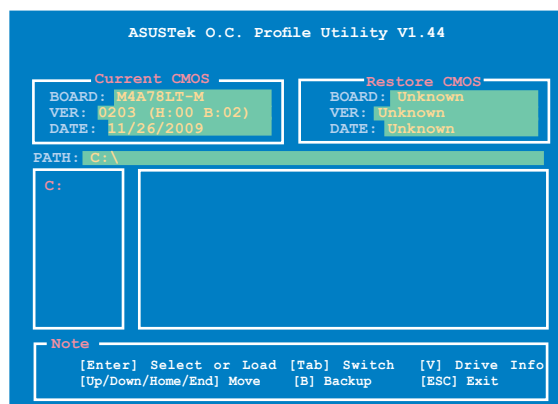 ASUSTek O.C. Profile Utility V1.44
Current CMOS
BOARD: M4A78LT-M
VER: 0203 (H:00 B:02)
DATE: 11/26/2009
Restore CMOS
BOARD: Unknown
VER: Unknown
DATE: Unknown
PATH: C:\
C:
Note
[Enter] Select or Load [Tab] Switch [V] Drive Info
[Up/Down/Home/End] Move [B] Backup [ESC] Exit